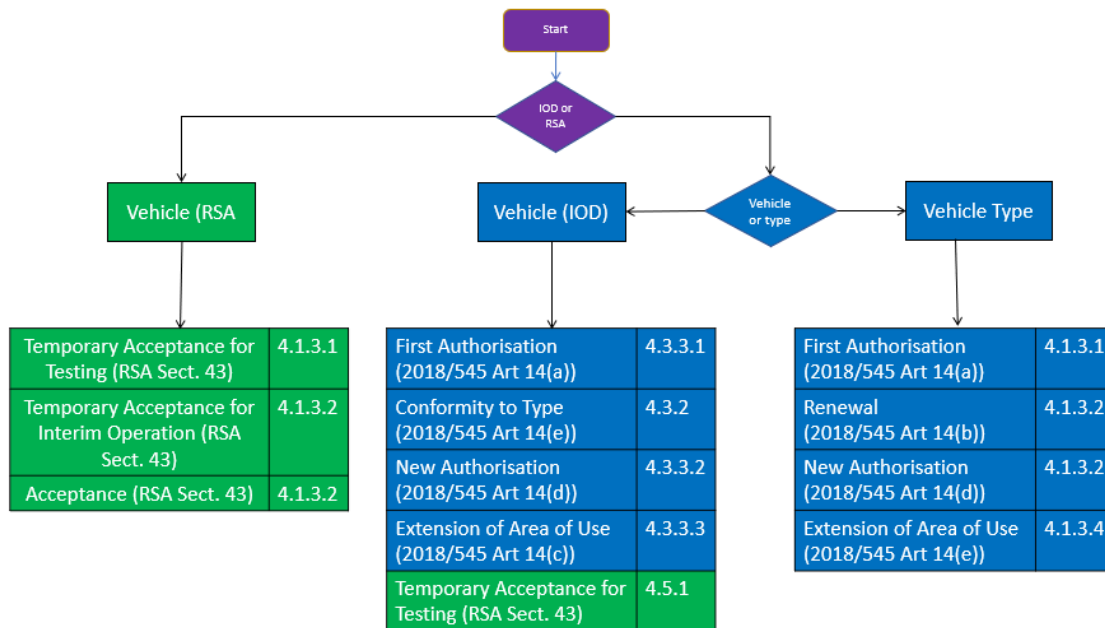 Start
IOD or
RSA
Vehicle (RSA
Vehicle (IOD)
Vehicle
or type
Vehicle Type
Temporary Acceptance for
Testing (RSA Sect. 43)
4.1.3.1
Temporary Acceptance for
Interim Operation (RSA
Sect. 43)
4.1.3.2
Acceptance (RSA Sect. 43)
4.1.3.2
First Authorisation
(2018/545 Art 14(a))
4.3.3.1
Conformity to Type
(2018/545 Art 14(e))
4.3.2
New Authorisation
(2018/545 Art 14(d))
4.3.3.2
Extension of Area of Use
(2018/545 Art 14(c))
4.3.3.3
Temporary Acceptance for
Testing (RSA Sect. 43)
4.5.1
First Authorisation
(2018/545 Art 14(a))
4.1.3.1
Renewal
(2018/545 Art 14(b))
4.1.3.2
New Authorisation
(2018/545 Art 14(d))
4.1.3.2
Extension of Area of Use
(2018/545 Art 14(e))
4.1.3.4